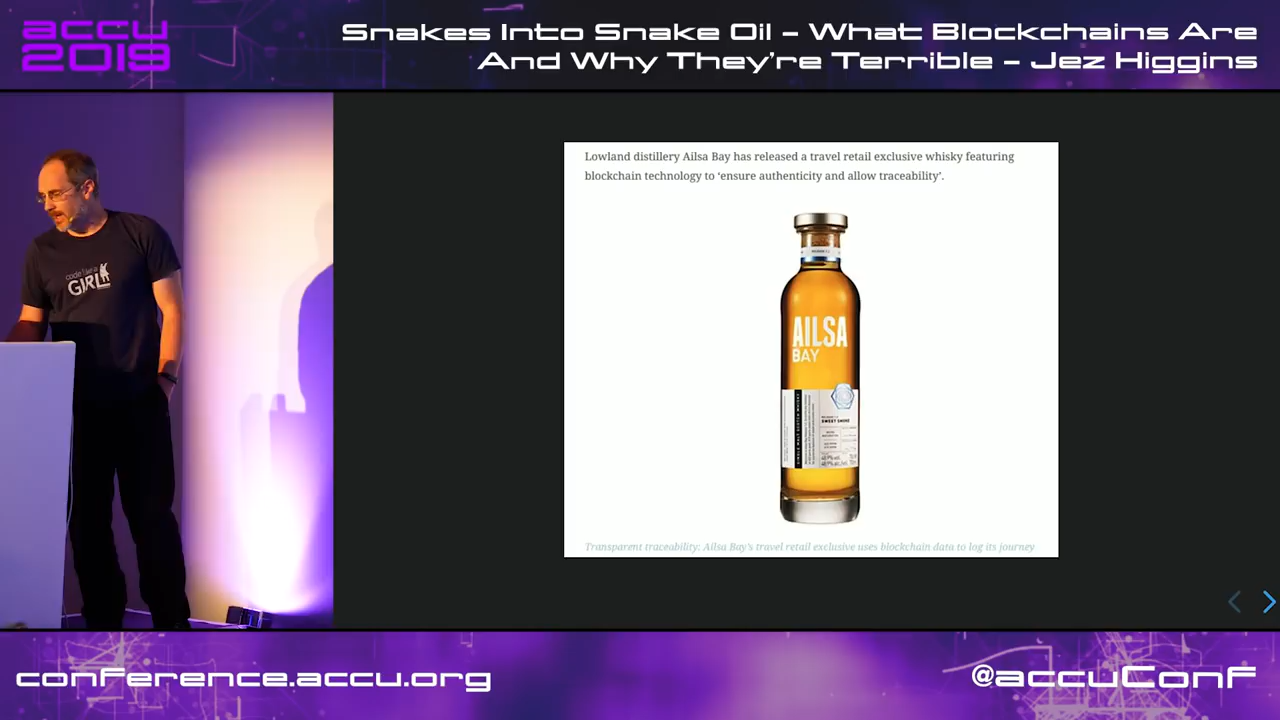 accu
2019
Snakes Into Snake Oil – What Blockchains Are
And Why They're Terrible – Jez Higgins
code like a
GIRL
Lowland distillery Ailsa Bay has released a travel retail exclusive whisky featuring
blockchain technology to ‘ensure authenticity and allow traceability’.
AILSA
BAY
SWEET SMOKE
Transparent traceability: Ailsa Bay's travel retail exclusive uses blockchain data to log its journey
conference.accu.org
@accuConf